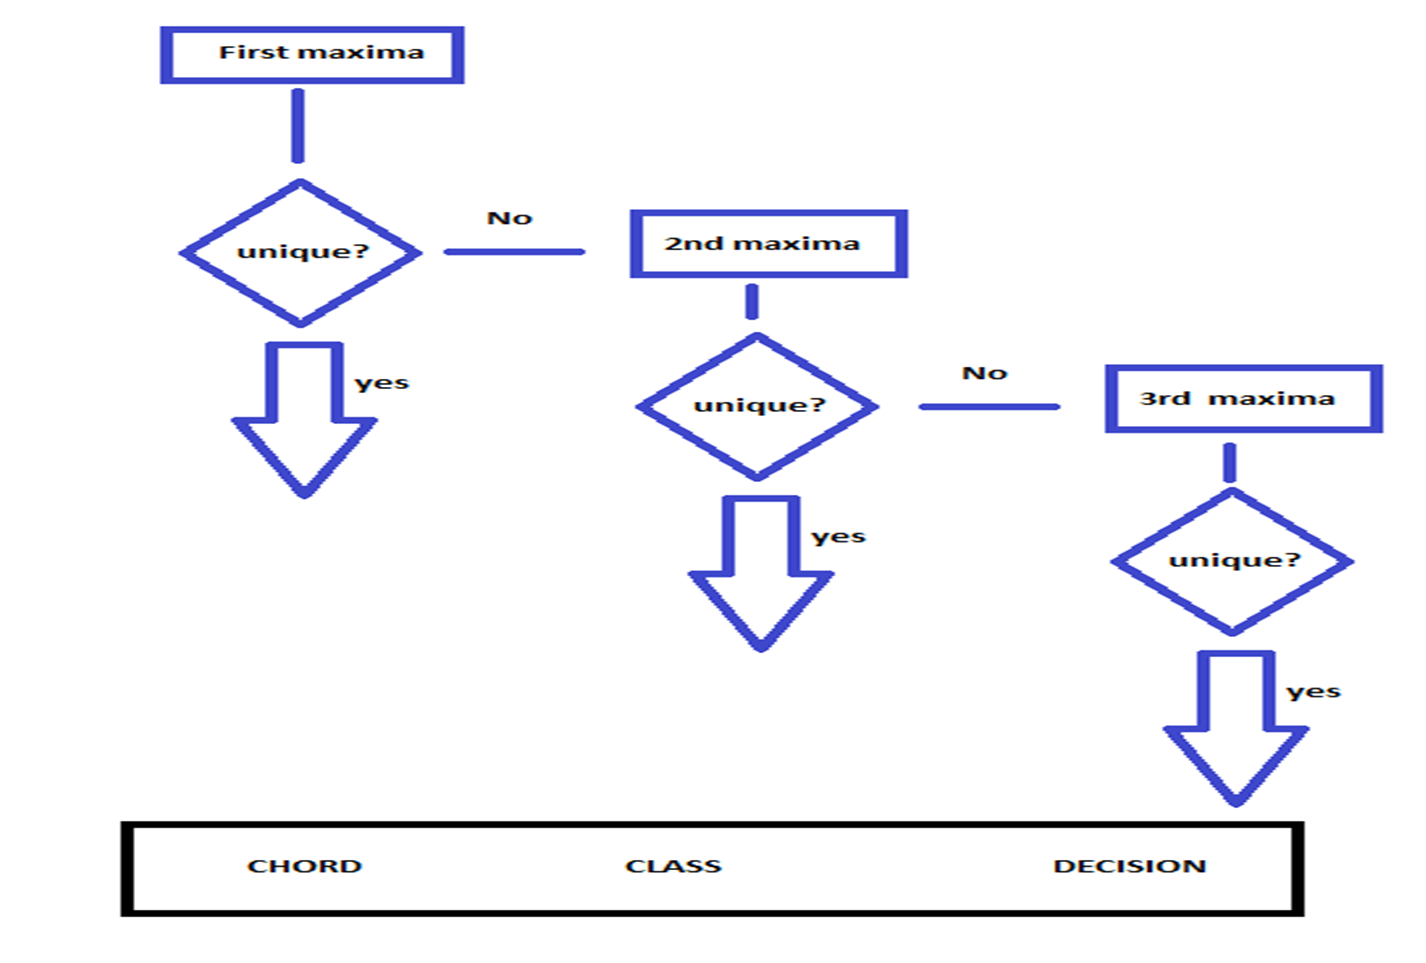 First maxima
unique?
No
2nd maxima
yes
unique?
No
3rd maxima
yes
unique?
yes
CHORD CLASS DECISION